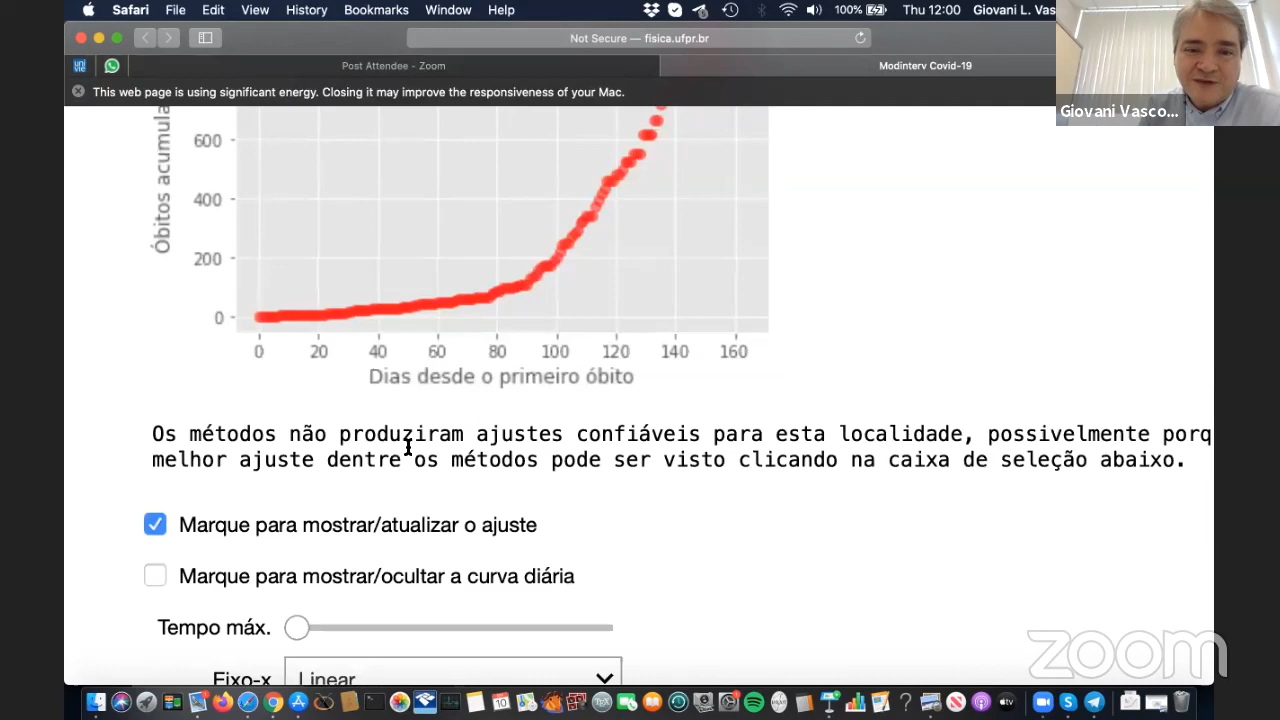 Safari File Edit View History Bookmarks Window Help 100% Thu 12:00 Giovani L. Vas
Not Secure — fisica.ufpr.br
Post Attendee - Zoom
Modinterv Covid-19
This web page is using significant energy. Closing it may improve the responsiveness of your Mac.
Giovani Vasco...
Óbitos acumula
600
400
200
0
0 20 40 60 80 100 120 140 160
Dias desde o primeiro óbito
Os métodos não produziram ajustes confiáveis para esta localidade, possivelmente porq
melhor ajuste dentre os métodos pode ser visto clicando na caixa de seleção abaixo.
Marque para mostrar/atualizar o ajuste
Marque para mostrar/ocultar a curva diária
Tempo máx.
Fixo-x Linear
zoom